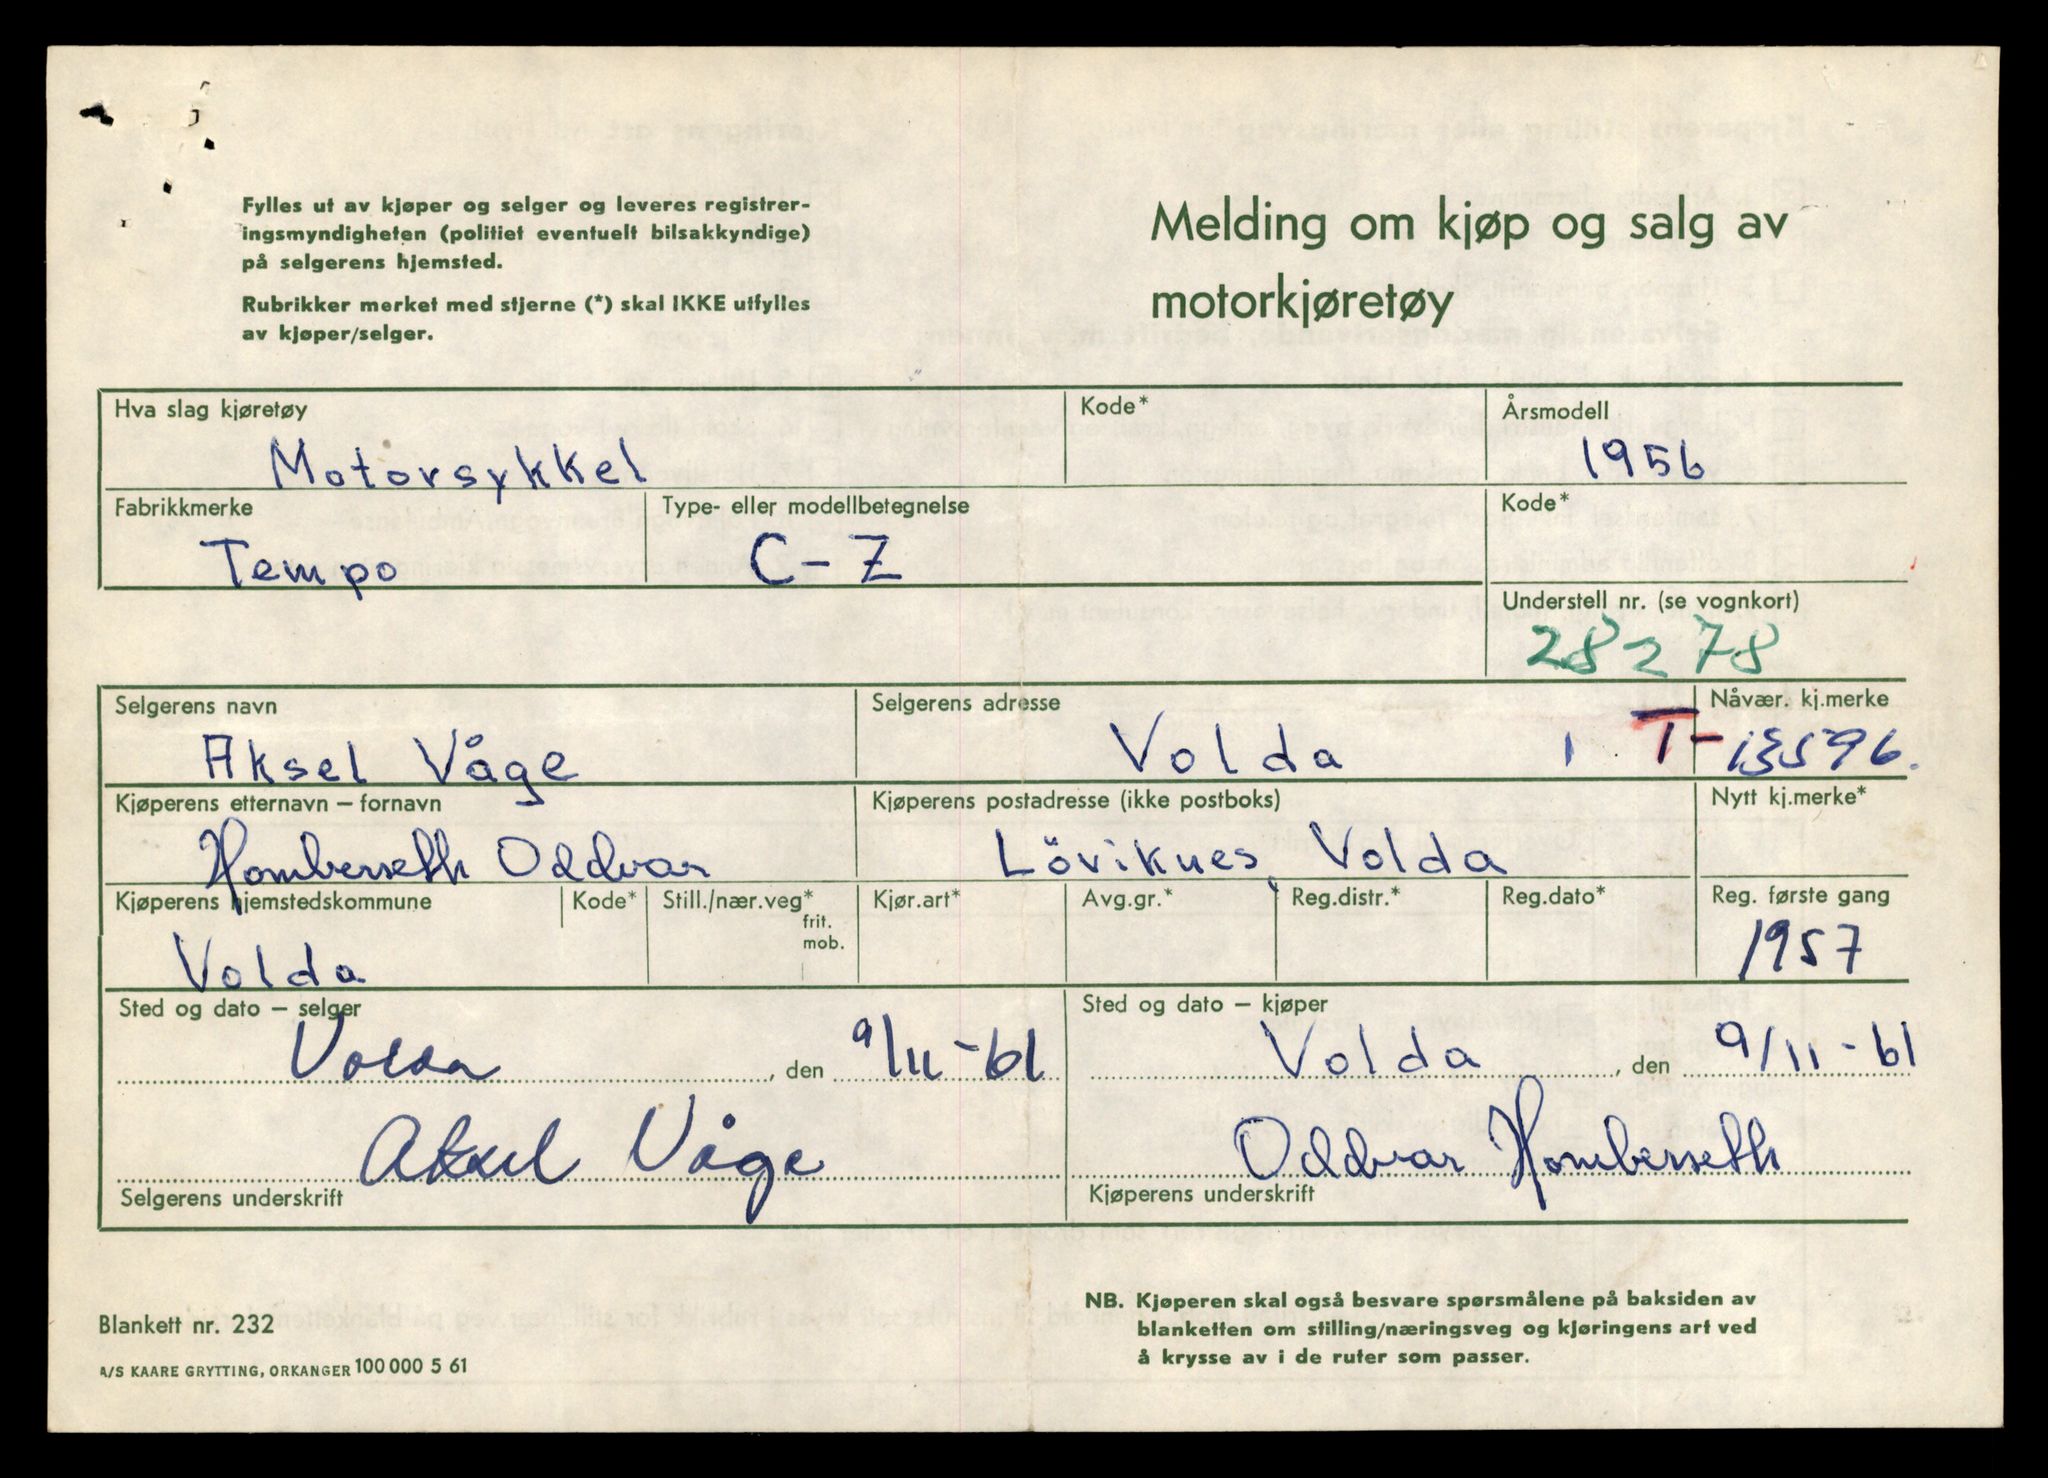 Fylles ut av kjøper og selger og leveres registrer-
ingsmyndigheten (politiet eventuelt bilsakkyndige)
på selgerens hjemsted.
Rubrikker merket med stjerne (*) skal IKKE utfylles
av kjøper/selger.
Melding om kjøp og salg av
motorkjøretøy
Hva slag kjøretøy Kode* Årsmodell
Motorsykkel 1956
Fabrikkmerke Type- eller modellbetegnelse Kode*
Tempo C-Z
Understell nr. (se vognkort)
28278
Selgerens navn Selgerens adresse Nåvær. kj.merke
Aksel Våge Volda T-13596.
Kjøperens etternavn – fornavn Kjøperens postadresse (ikke postboks) Nytt kj.merke*
Homberseth Oddvar Löviknes, Volda
Kjøperens hjemstedskommune Kode* Still./nær.veg* Kjør.art* Avg.gr.* Reg.distr.* Reg.dato* Reg. første gang
frit.
mob.
Volda 1957
Sted og dato – selger Sted og dato – kjøper
Volda, den 9/11-61 Volda, den 9/11-61
Aksel Våge Oddvar Homberseth
Selgerens underskrift Kjøperens underskrift
NB. Kjøperen skal også besvare spørsmålene på baksiden av
blanketten om stilling/næringsveg og kjøringens art ved
å krysse av i de ruter som passer.
Blankett nr. 232
A/S KAARE GRYTTING, ORKANGER 100 000 5 61